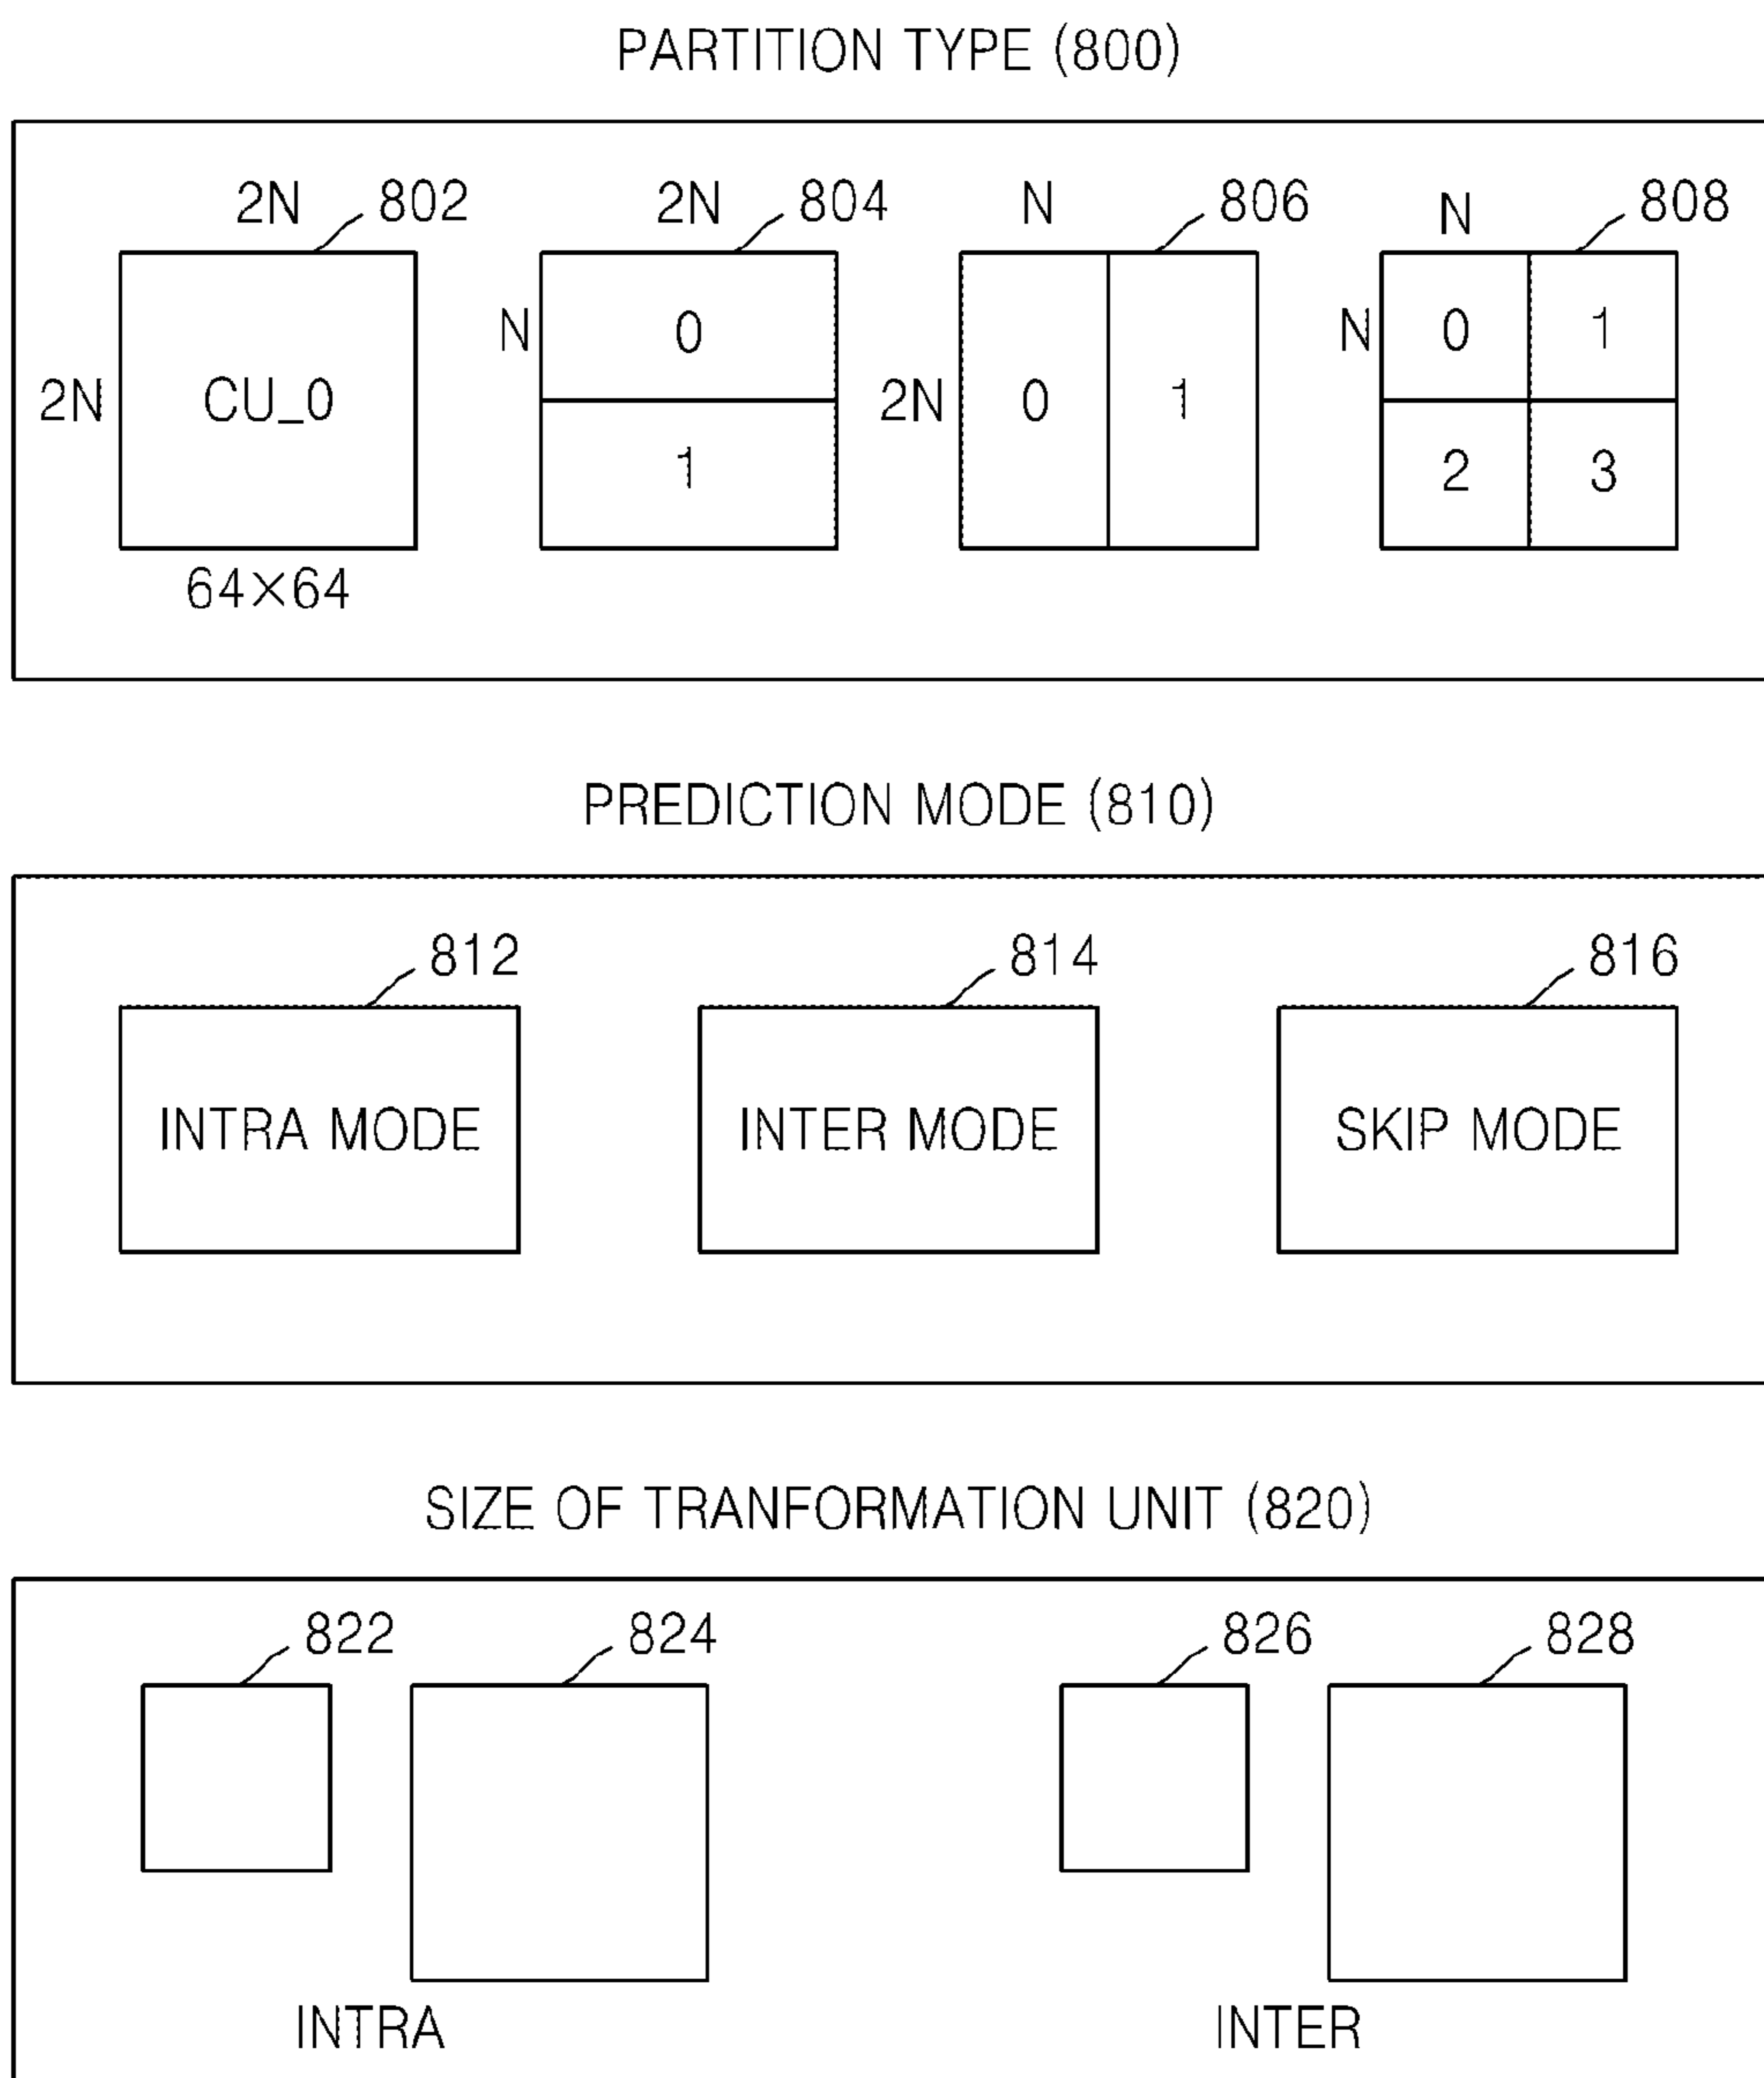 PARTITION TYPE (800)
2N 802 2N 804 N 806 N 808
N 0 N 0 1
2N CU_0 2N 0 1
1 2 3
64×64
PREDICTION MODE (810)
812 814 816
INTRA MODE INTER MODE SKIP MODE
SIZE OF TRANFORMATION UNIT (820)
822 824 826 828
INTRA INTER